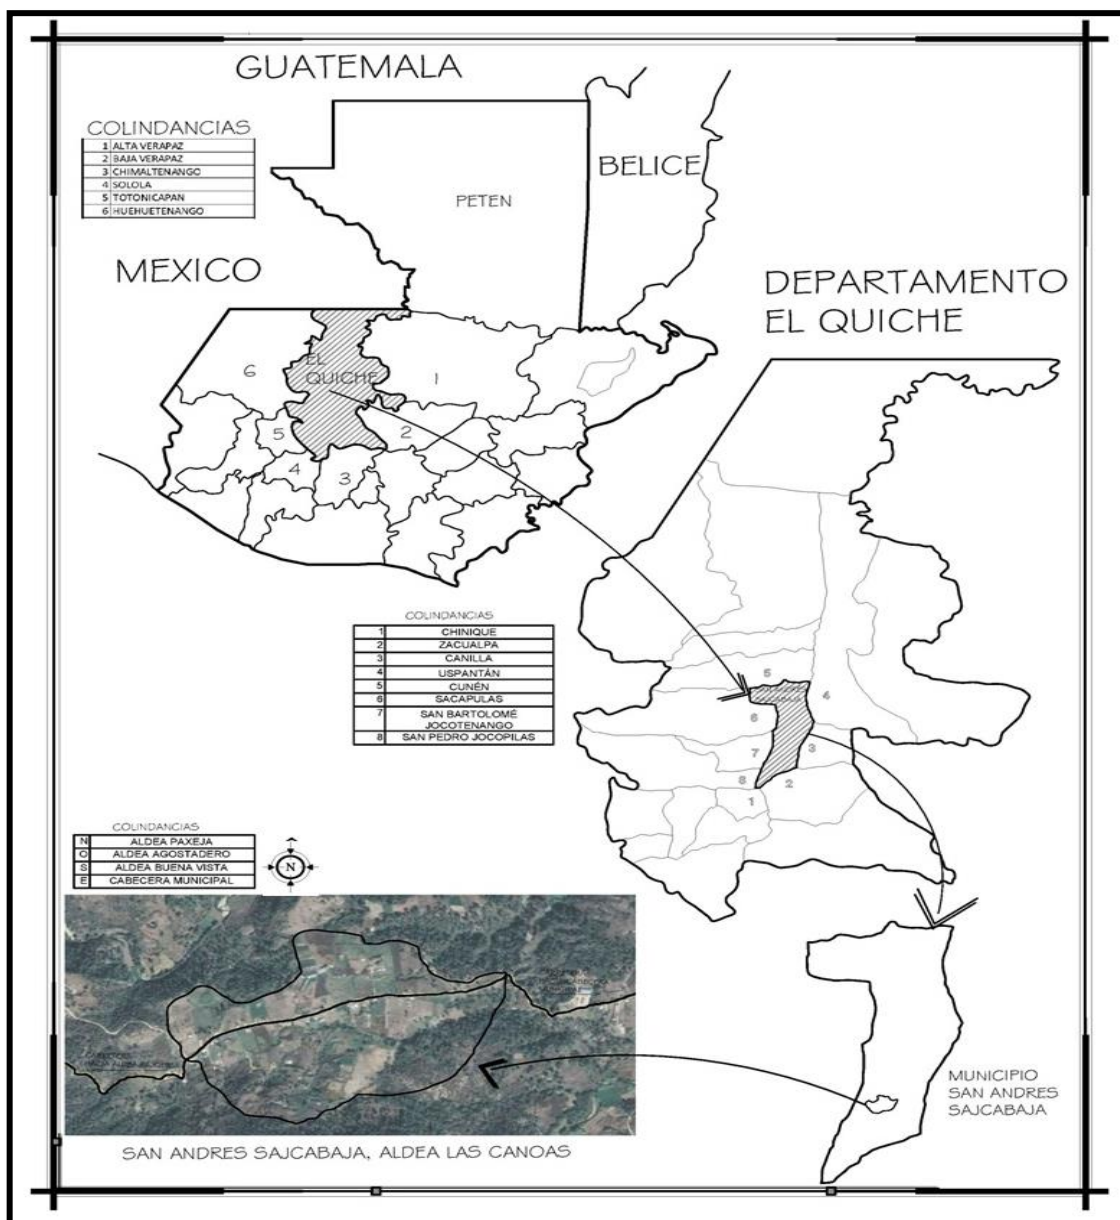 GUATEMALA
COLINDANCIAS
1 ALTA VERAPAZ
2 BAJA VERAPAZ
3 CHIMALTENANGO
4 SOLOLA
5 TOTONICAPAN
6 HUEHUETENANGO
BELICE
PETEN
MEXICO
DEPARTAMENTO
EL QUICHE
6
EL
QUICHE
1
5
2
4
3
COLINDANCIAS
1 CHINIQUE
2 ZACUALPA
3 CANILLA
4 USPANTÁN
5 CUNÉN
6 SACAPULAS
7 SAN BARTOLOMÉ
JOCOTENANGO
8 SAN PEDRO JOCOPILAS
5
4
6
7
3
8
2
1
COLINDANCIAS
N ALDEA PAXEJA
O ALDEA AGOSTADERO
S ALDEA BUENA VISTA
E CABECERA MUNICIPAL
N
MUNICIPIO
SAN ANDRES
SAJCABAJA
SAN ANDRES SAJCABAJA, ALDEA LAS CANOAS